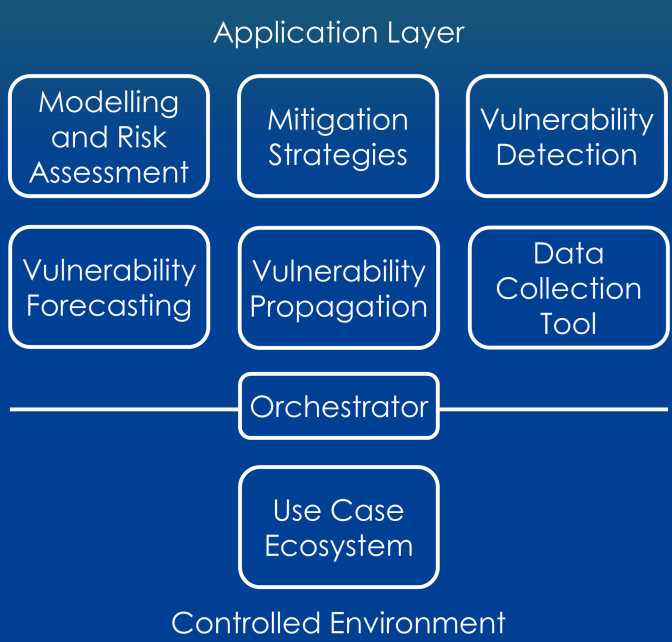 Application Layer
Modelling
and Risk
Assessment
Mitigation
Strategies
Vulnerability
Detection
Vulnerability
Forecasting
Vulnerability
Propagation
Data
Collection
Tool
Orchestrator
Use Case
Ecosystem
Controlled Environment